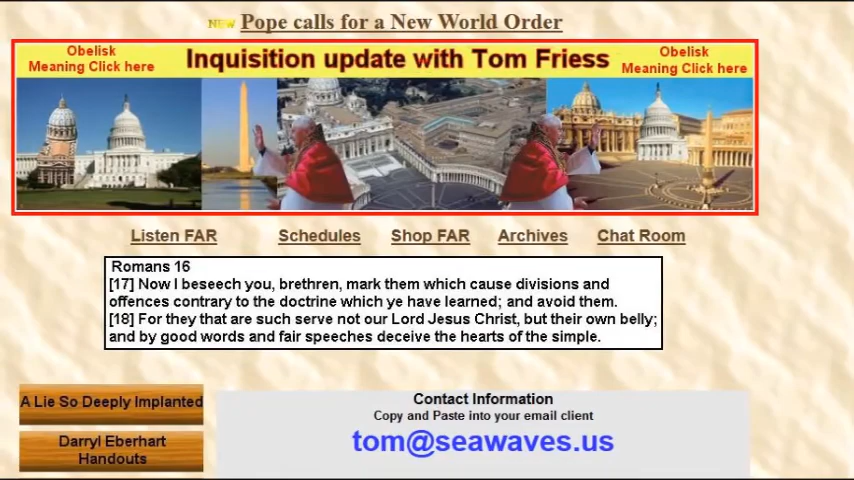 NEW Pope calls for a New World Order
Obelisk
Meaning Click here
Inquisition update with Tom Friess
Obelisk
Meaning Click here
Listen FAR Schedules Shop FAR Archives Chat Room
Romans 16
[17] Now I beseech you, brethren, mark them which cause divisions and
offences contrary to the doctrine which ye have learned; and avoid them.
[18] For they that are such serve not our Lord Jesus Christ, but their own belly;
and by good words and fair speeches deceive the hearts of the simple.
A Lie So Deeply Implanted
Darryl Eberhart
Handouts
Contact Information
Copy and Paste into your email client
tom@seawaves.us